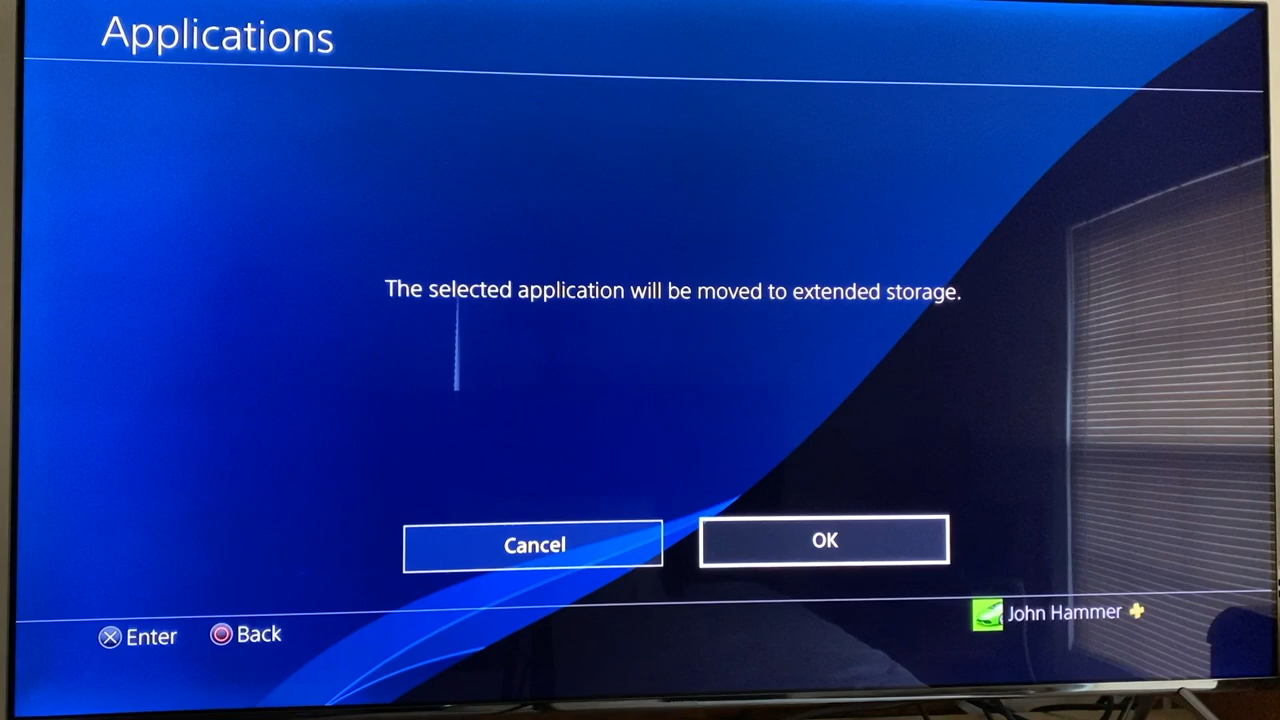 Applications
The selected application will be moved to extended storage.
Cancel
OK
Enter
Back
John Hammer